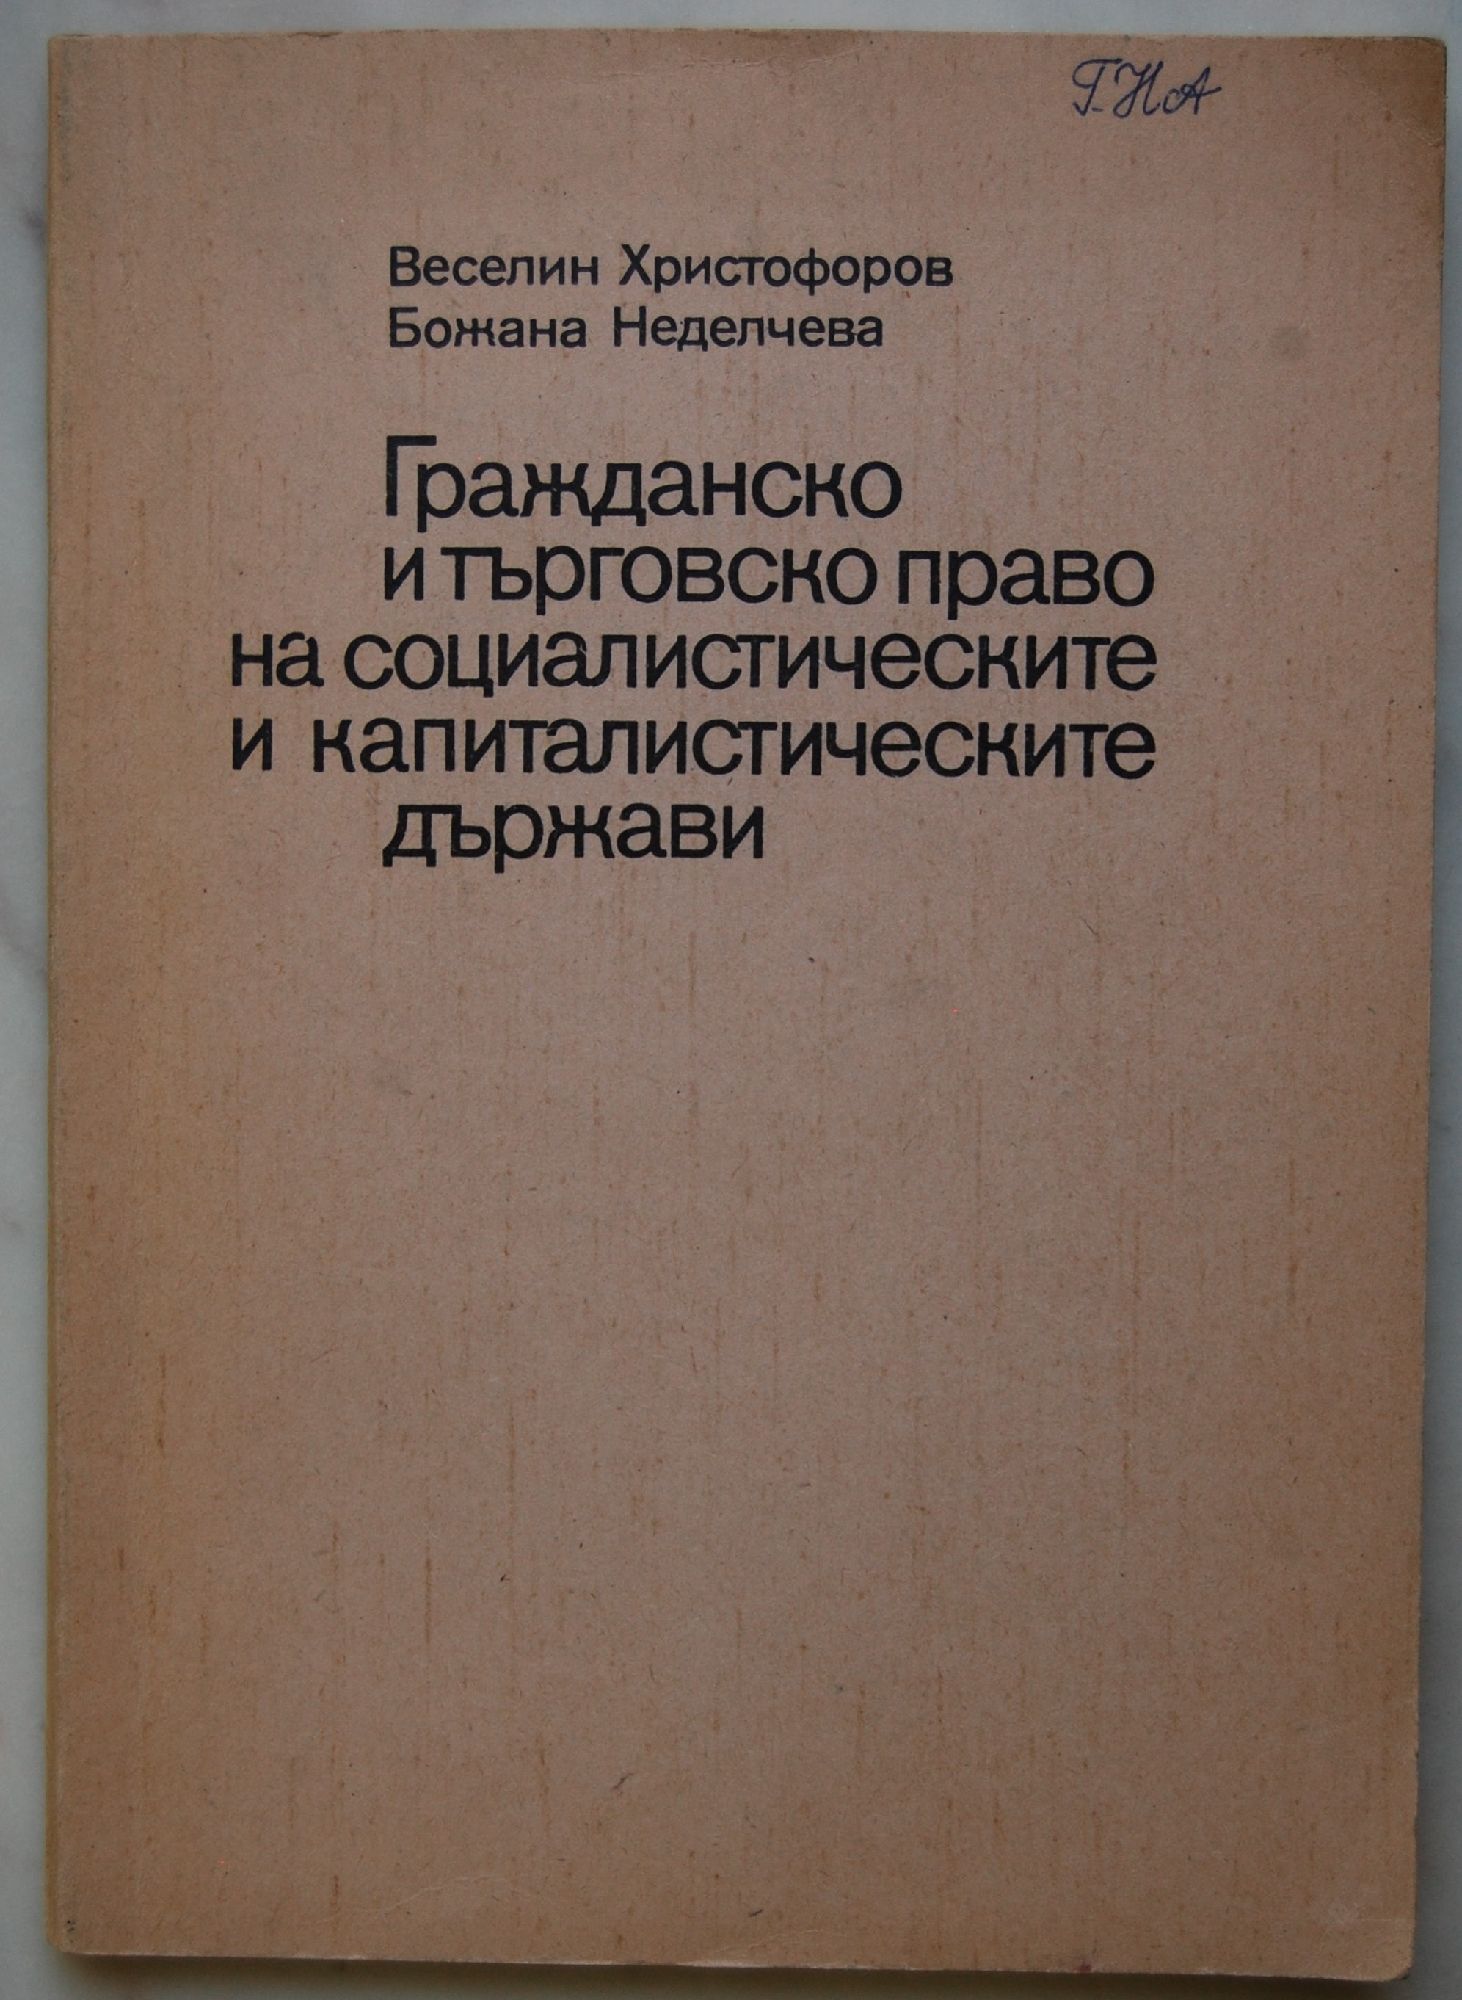 Г.НА
Веселин Христофоров
Божана Неделчева
Гражданско
и търговско право
на социалистическите
и капиталистическите
държави